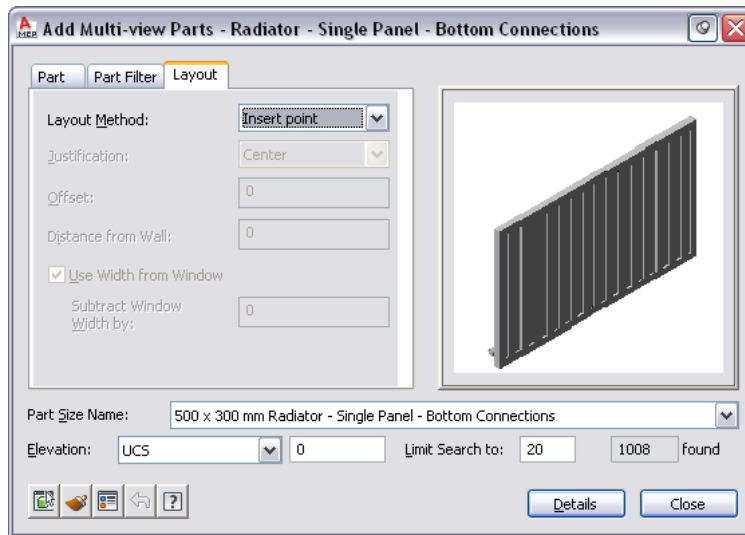 A MEP Add Multi-view Parts - Radiator - Single Panel - Bottom Connections
Part Part Filter Layout
Layout Method: Insert point
Justification: Center
Offset: 0
Distance from Wall: 0
Use Width from Window
Subtract Window
Width by: 0
Part Size Name: 500 x 300 mm Radiator - Single Panel - Bottom Connections
Elevation: UCS 0 Limit Search to: 20 1008 found
? Details Close